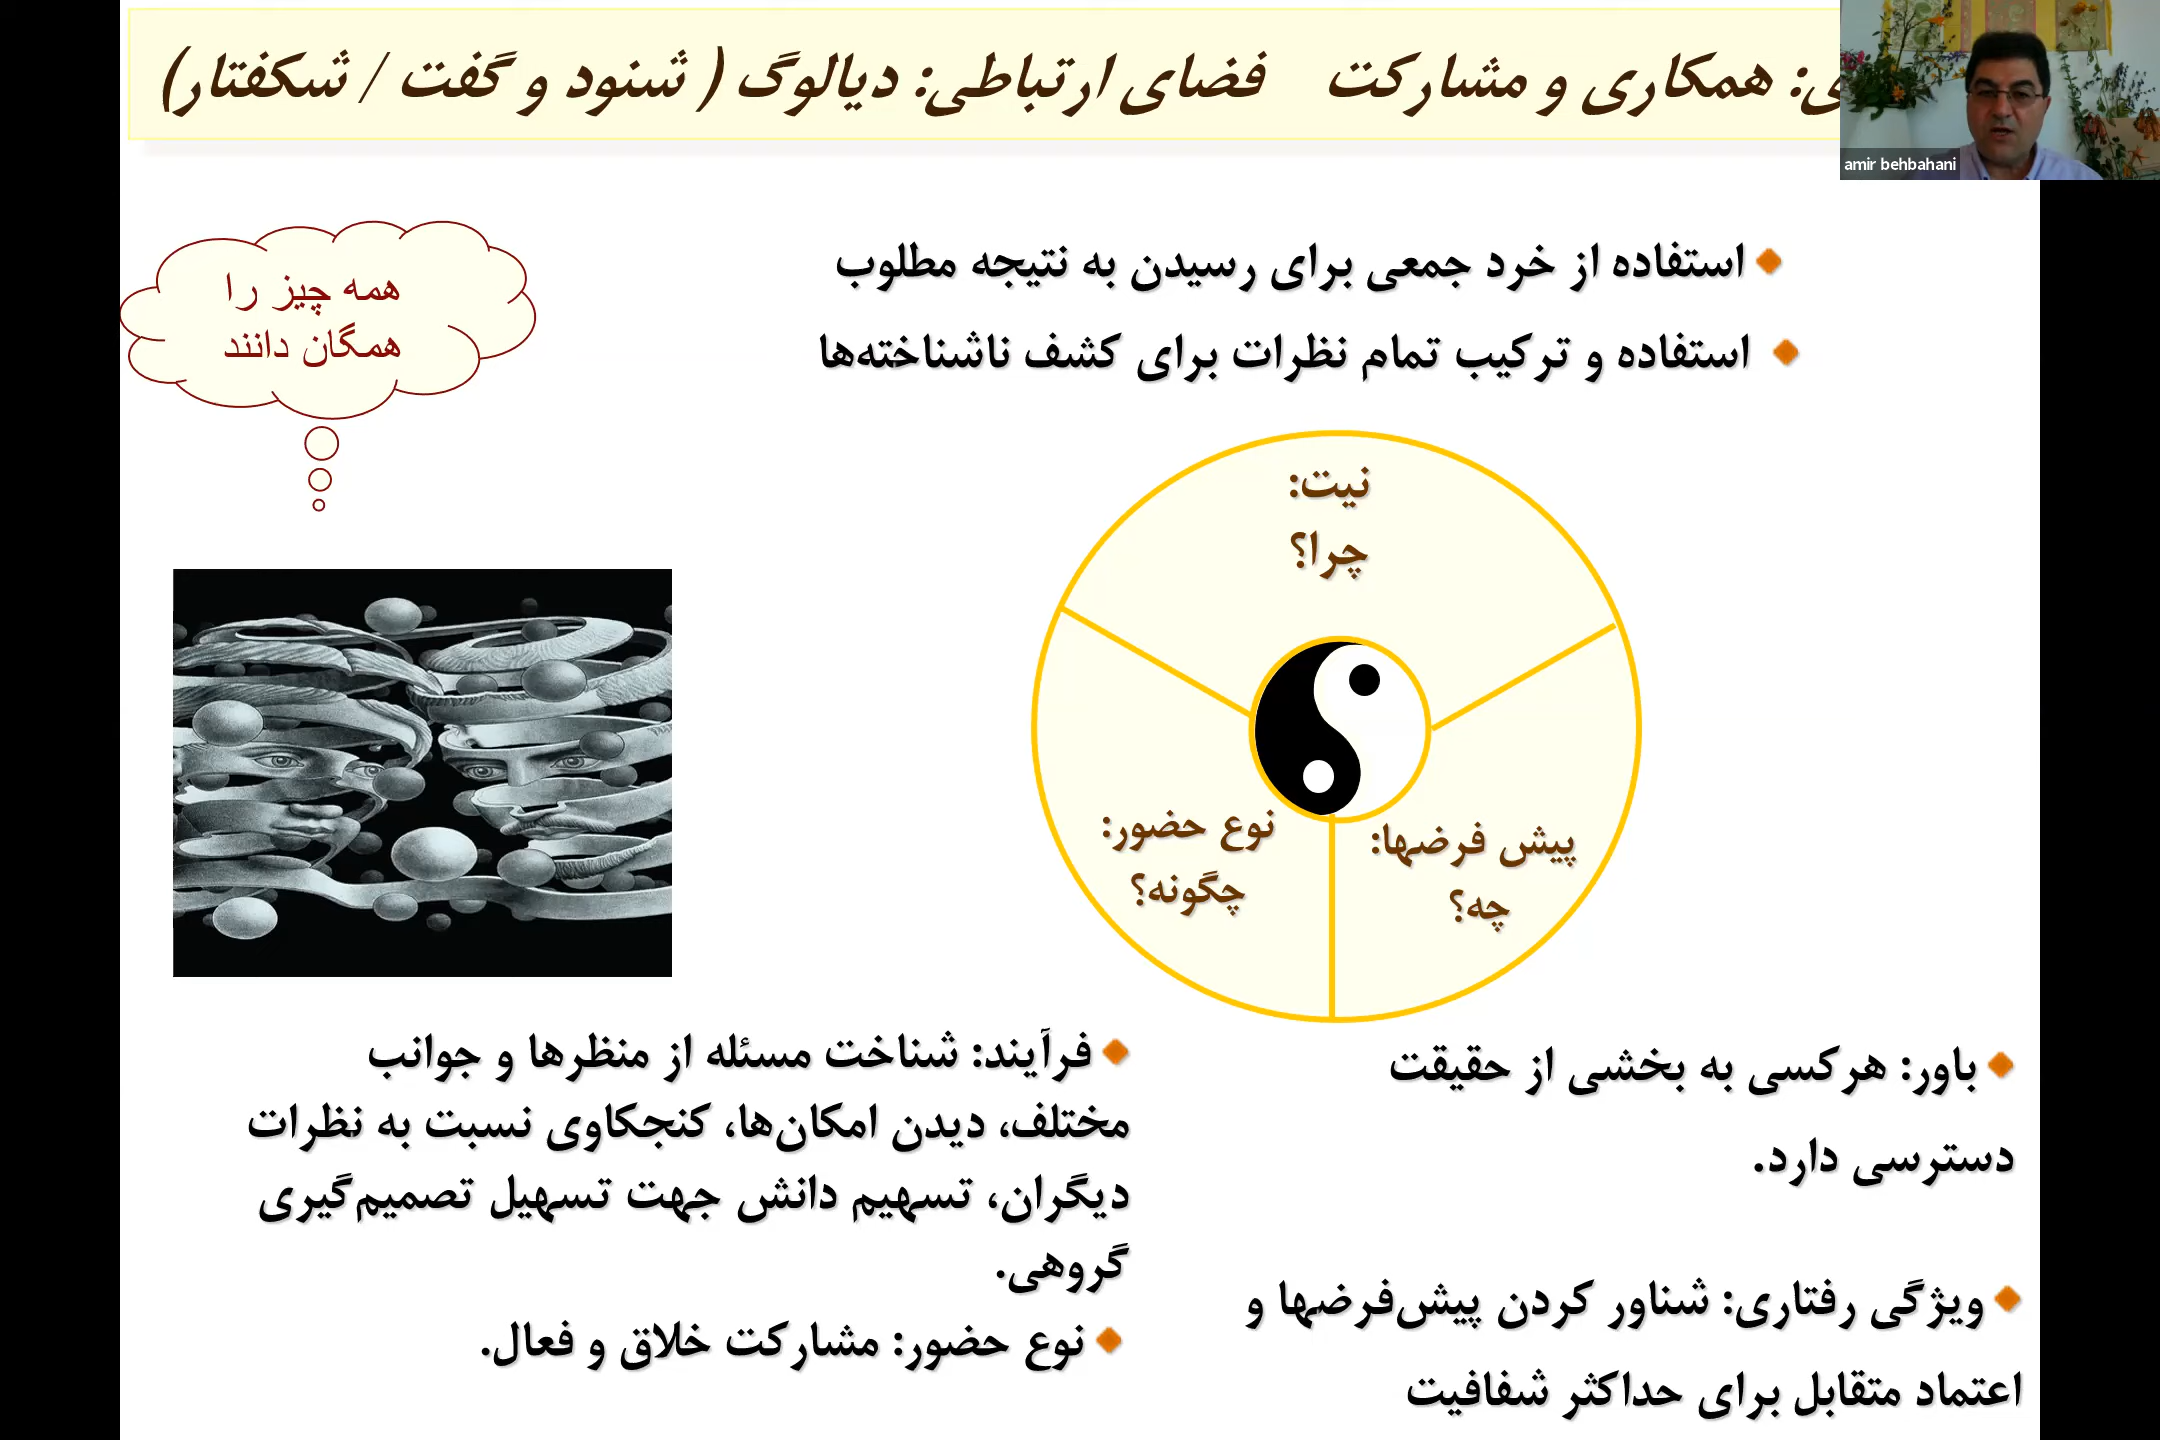 همکاری و مشارکت فضای ارتباطی: دیالوگ ( شنود و گفت / شکفتار)
amir behbahani
استفاده از خرد جمعی برای رسیدن به نتیجه مطلوب
استفاده و ترکیب تمام نظرات برای کشف ناشناخته‌ها
همه چیز را
همگان دانند
نیت:
چرا؟
پیش فرضها:
چه؟
نوع حضور:
چگونه؟
باور: هرکسی به بخشی از حقیقت
دسترسی دارد.
ویژگی رفتاری: شناور کردن پیش‌فرضها و
اعتماد متقابل برای حداکثر شفافیت
فرآیند: شناخت مسئله از منظرها و جوانب
مختلف، دیدن امکان‌ها، کنجکاوی نسبت به نظرات
دیگران، تسهیم دانش جهت تسهیل تصمیم‌گیری
گروهی.
نوع حضور: مشارکت خلاق و فعال.